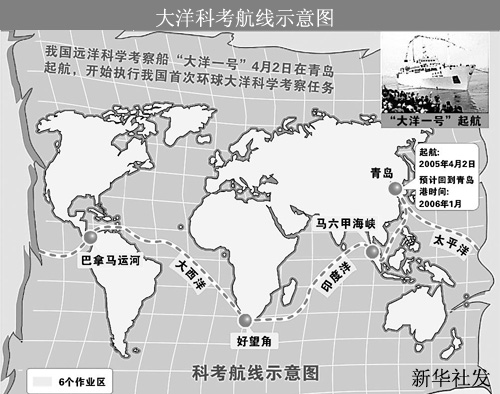 大洋科考航线示意图
我国远洋科学考察船“大洋一号”4月2日在青岛
起航，开始执行我国首次环球大洋科学考察任务
“大洋一号”起航
起航:
2005年4月2日
预计回到青岛
港时间:
2006年1月
青岛
马六甲海峡
太平洋
巴拿马运河
大西洋
印度洋
好望角
科考航线示意图
6个作业区
新华社发